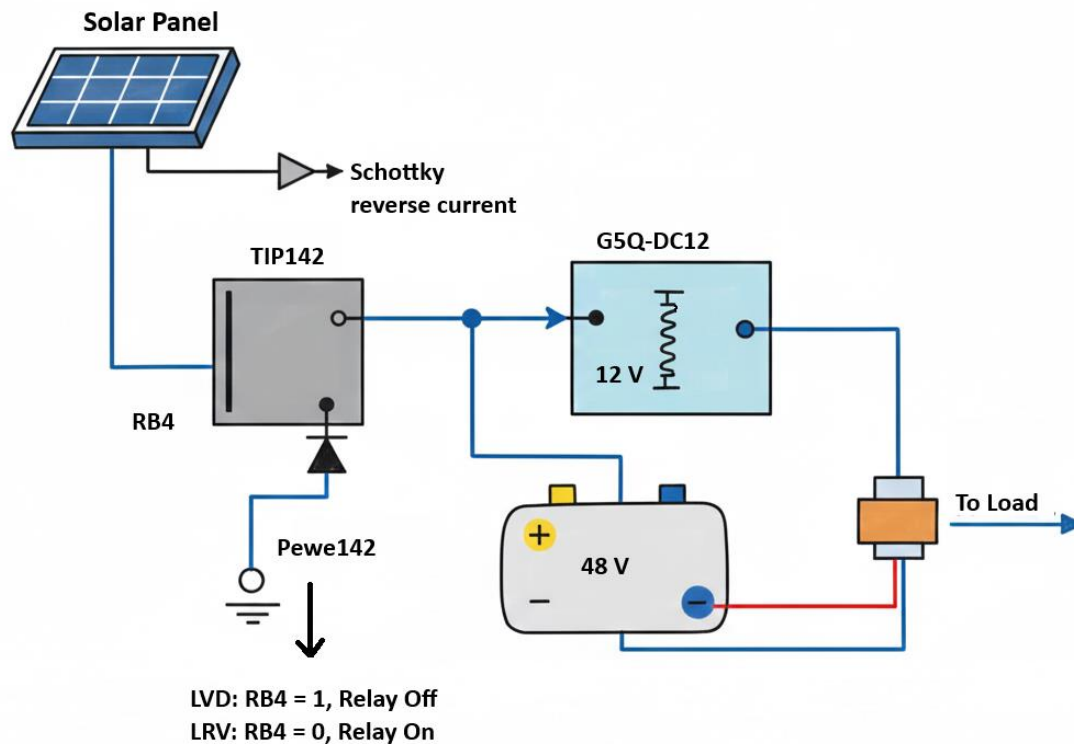 Solar Panel
Schottky
reverse current
TIP142
G5Q-DC12
12 V
RB4
Pewe142
+
48 V
−
−
To Load
LVD: RB4 = 1, Relay Off
LRV: RB4 = 0, Relay On